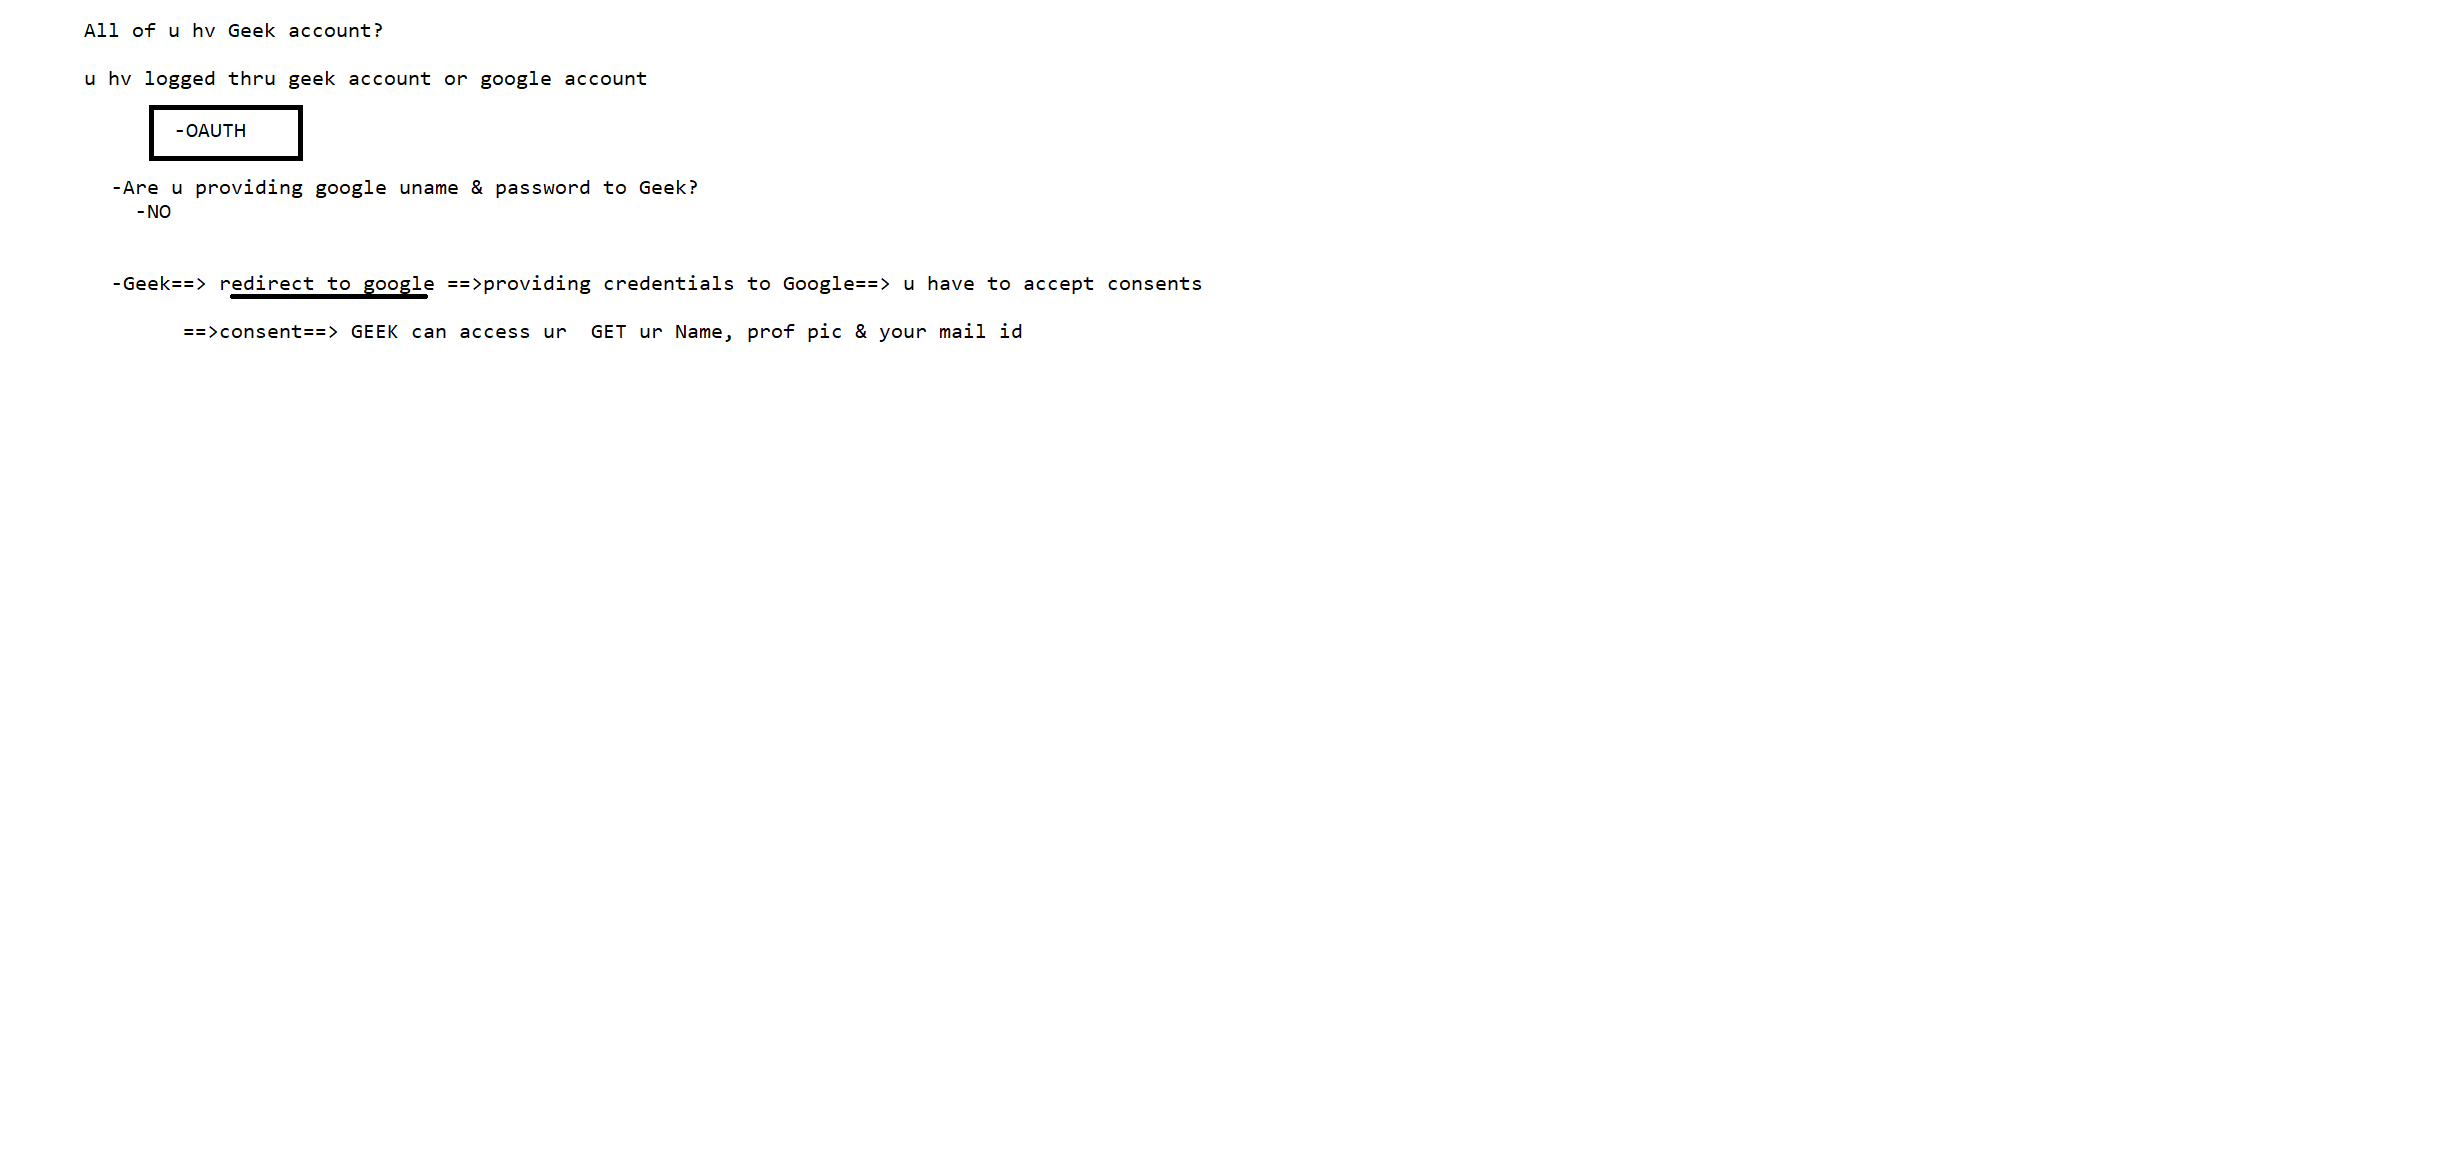 All of u hv Geek account?
u hv logged thru geek account or google account
-OAUTH
-Are u providing google uname & password to Geek?
-NO
-Geek==> redirect to google ==>providing credentials to Google==> u have to accept consents
==>consent==> GEEK can access ur  GET ur Name, prof pic & your mail id